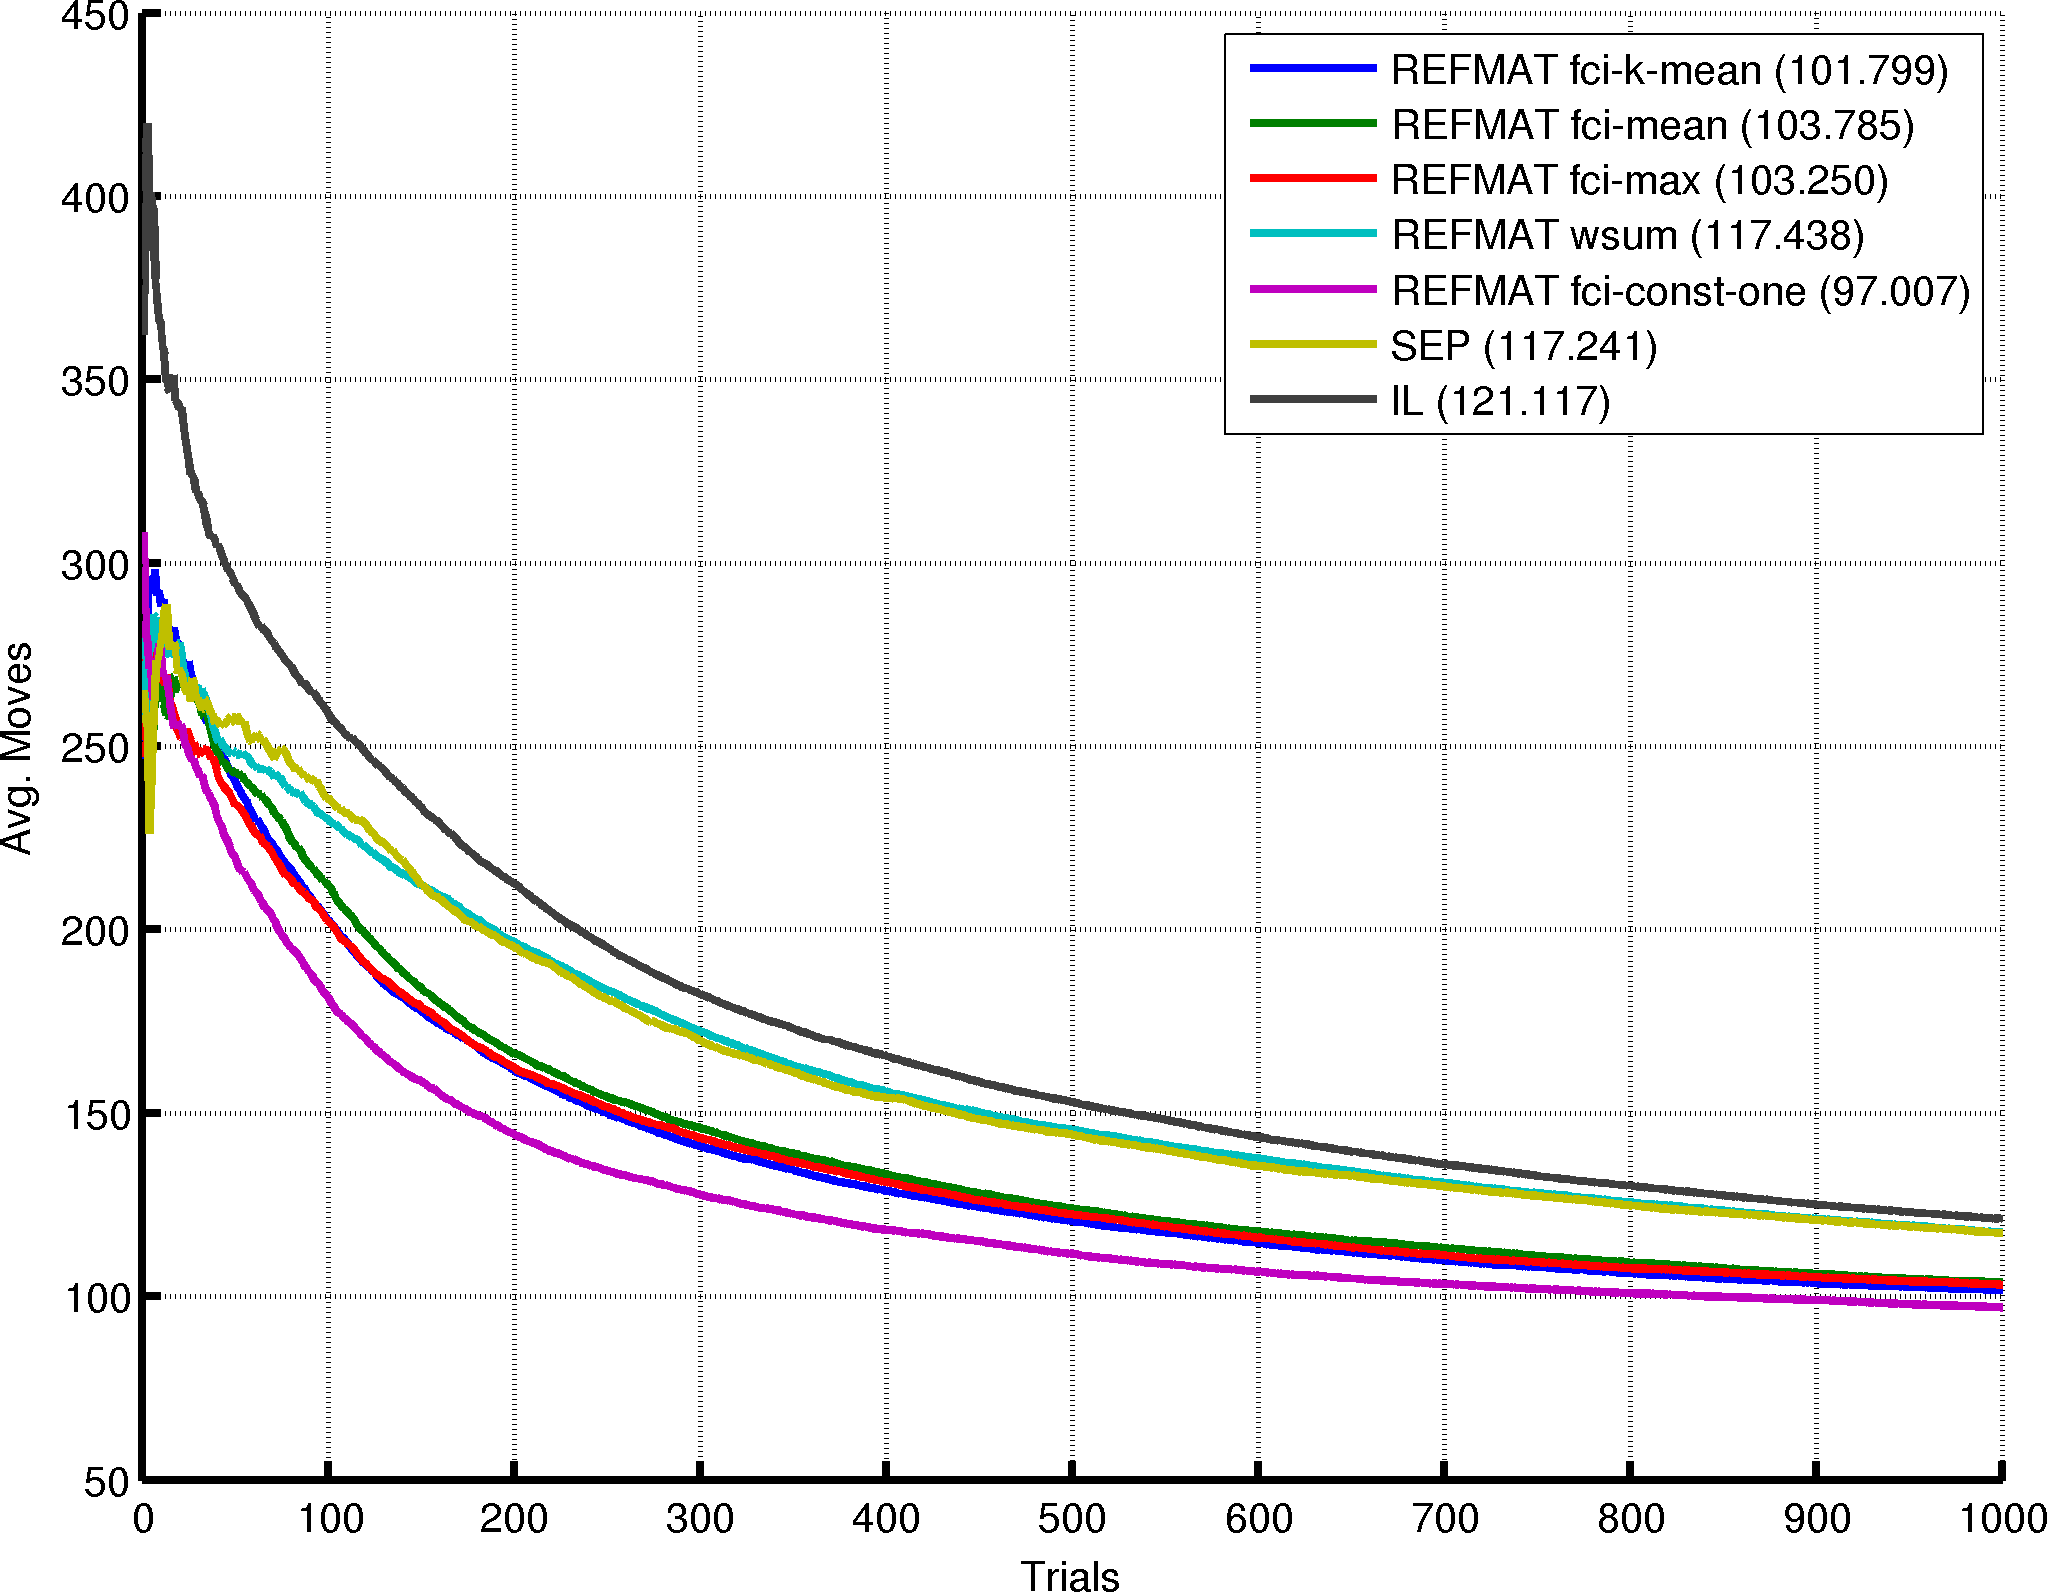 450
400
350
300
250
200
150
100
50
Avg. Moves
REFMAT fci-k-mean (101.799)
REFMAT fci-mean (103.785)
REFMAT fci-max (103.250)
REFMAT wsum (117.438)
REFMAT fci-const-one (97.007)
SEP (117.241)
IL (121.117)
0 100 200 300 400 500 600 700 800 900 1000
Trials